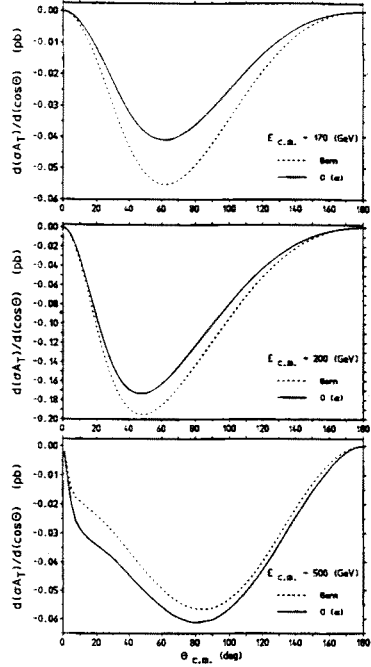 0.00
-0.01
-0.02
-0.03
-0.04
-0.05
-0.06
d(σA_T)/d(cosΘ) (pb)
E c.m. - 170 (GeV)
Born
O (α)
0 20 40 60 80 100 120 140 160 180
0.00
-0.02
-0.04
-0.06
-0.08
-0.10
-0.12
-0.14
-0.16
-0.18
-0.20
d(σA_T)/d(cosΘ) (pb)
E c.m. - 200 (GeV)
Born
O (α)
0 20 40 60 80 100 120 140 160 180
0.00
-0.01
-0.02
-0.03
-0.04
-0.05
-0.06
d(σA_T)/d(cosΘ) (pb)
E c.m. - 500 (GeV)
Born
O (α)
0 20 40 60 80 100 120 140 160 180
Θ c.m. (deg)